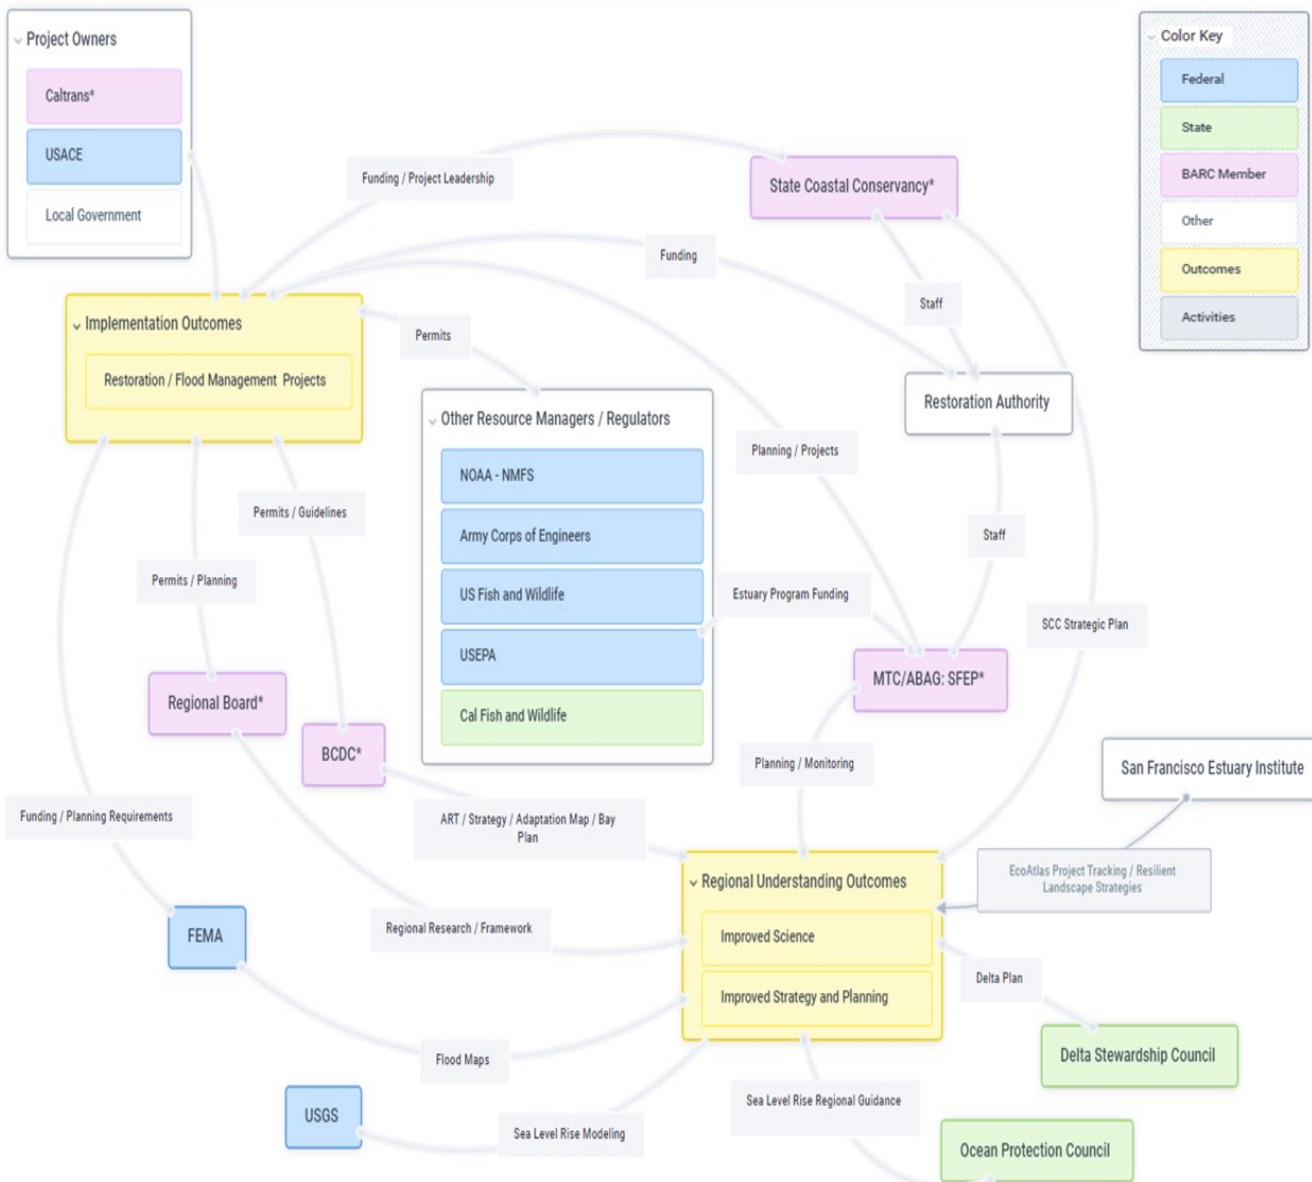 Project Owners
Caltrans*
USACE
Local Government
Color Key
Federal
State
BARC Member
Other
Outcomes
Activities
Funding / Project Leadership
State Coastal Conservancy*
Funding
Staff
Implementation Outcomes
Restoration / Flood Management Projects
Permits
Restoration Authority
Other Resource Managers / Regulators
NOAA - NMFS
Army Corps of Engineers
US Fish and Wildlife
USEPA
Cal Fish and Wildlife
Planning / Projects
Permits / Guidelines
Staff
Permits / Planning
Estuary Program Funding
SCC Strategic Plan
MTC/ABAG: SFEP*
Regional Board*
BCDC*
Planning / Monitoring
San Francisco Estuary Institute
Funding / Planning Requirements
ART / Strategy / Adaptation Map / Bay
Plan
EcoAtlas Project Tracking / Resilient
Landscape Strategies
Regional Understanding Outcomes
Improved Science
Improved Strategy and Planning
Regional Research / Framework
FEMA
Delta Plan
Flood Maps
Delta Stewardship Council
USGS
Sea Level Rise Modeling
Sea Level Rise Regional Guidance
Ocean Protection Council